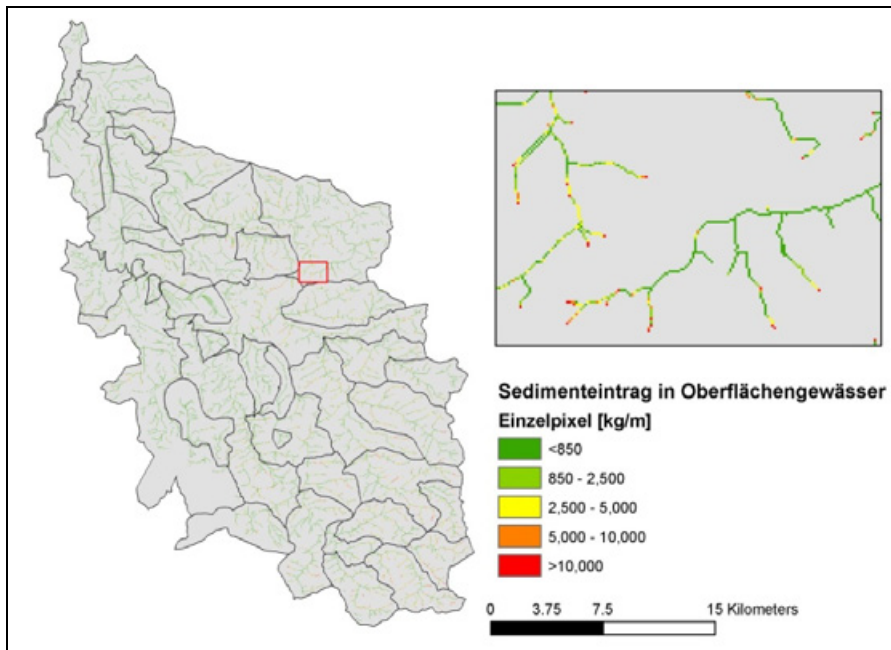 Sedimenteintrag in Oberflächengewässer
Einzelpixel [kg/m]
<850
850 - 2,500
2,500 - 5,000
5,000 - 10,000
>10,000
0 3.75 7.5 15 Kilometers